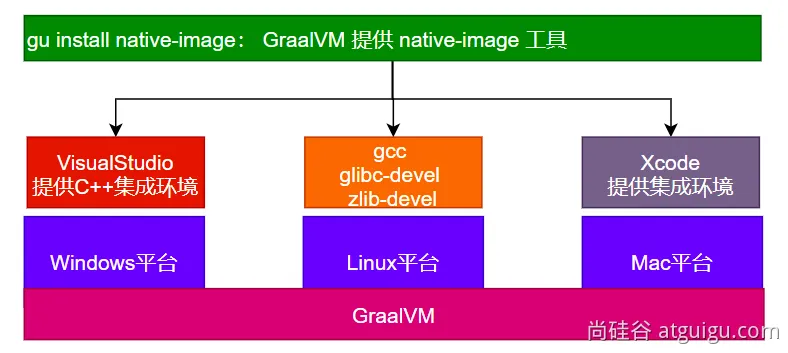 gu install native-image： GraalVM 提供 native-image 工具
VisualStudio
提供C++集成环境
gcc
glibc-devel
zlib-devel
Xcode
提供集成环境
Windows平台
Linux平台
Mac平台
GraalVM
尚硅谷 atguigu.com